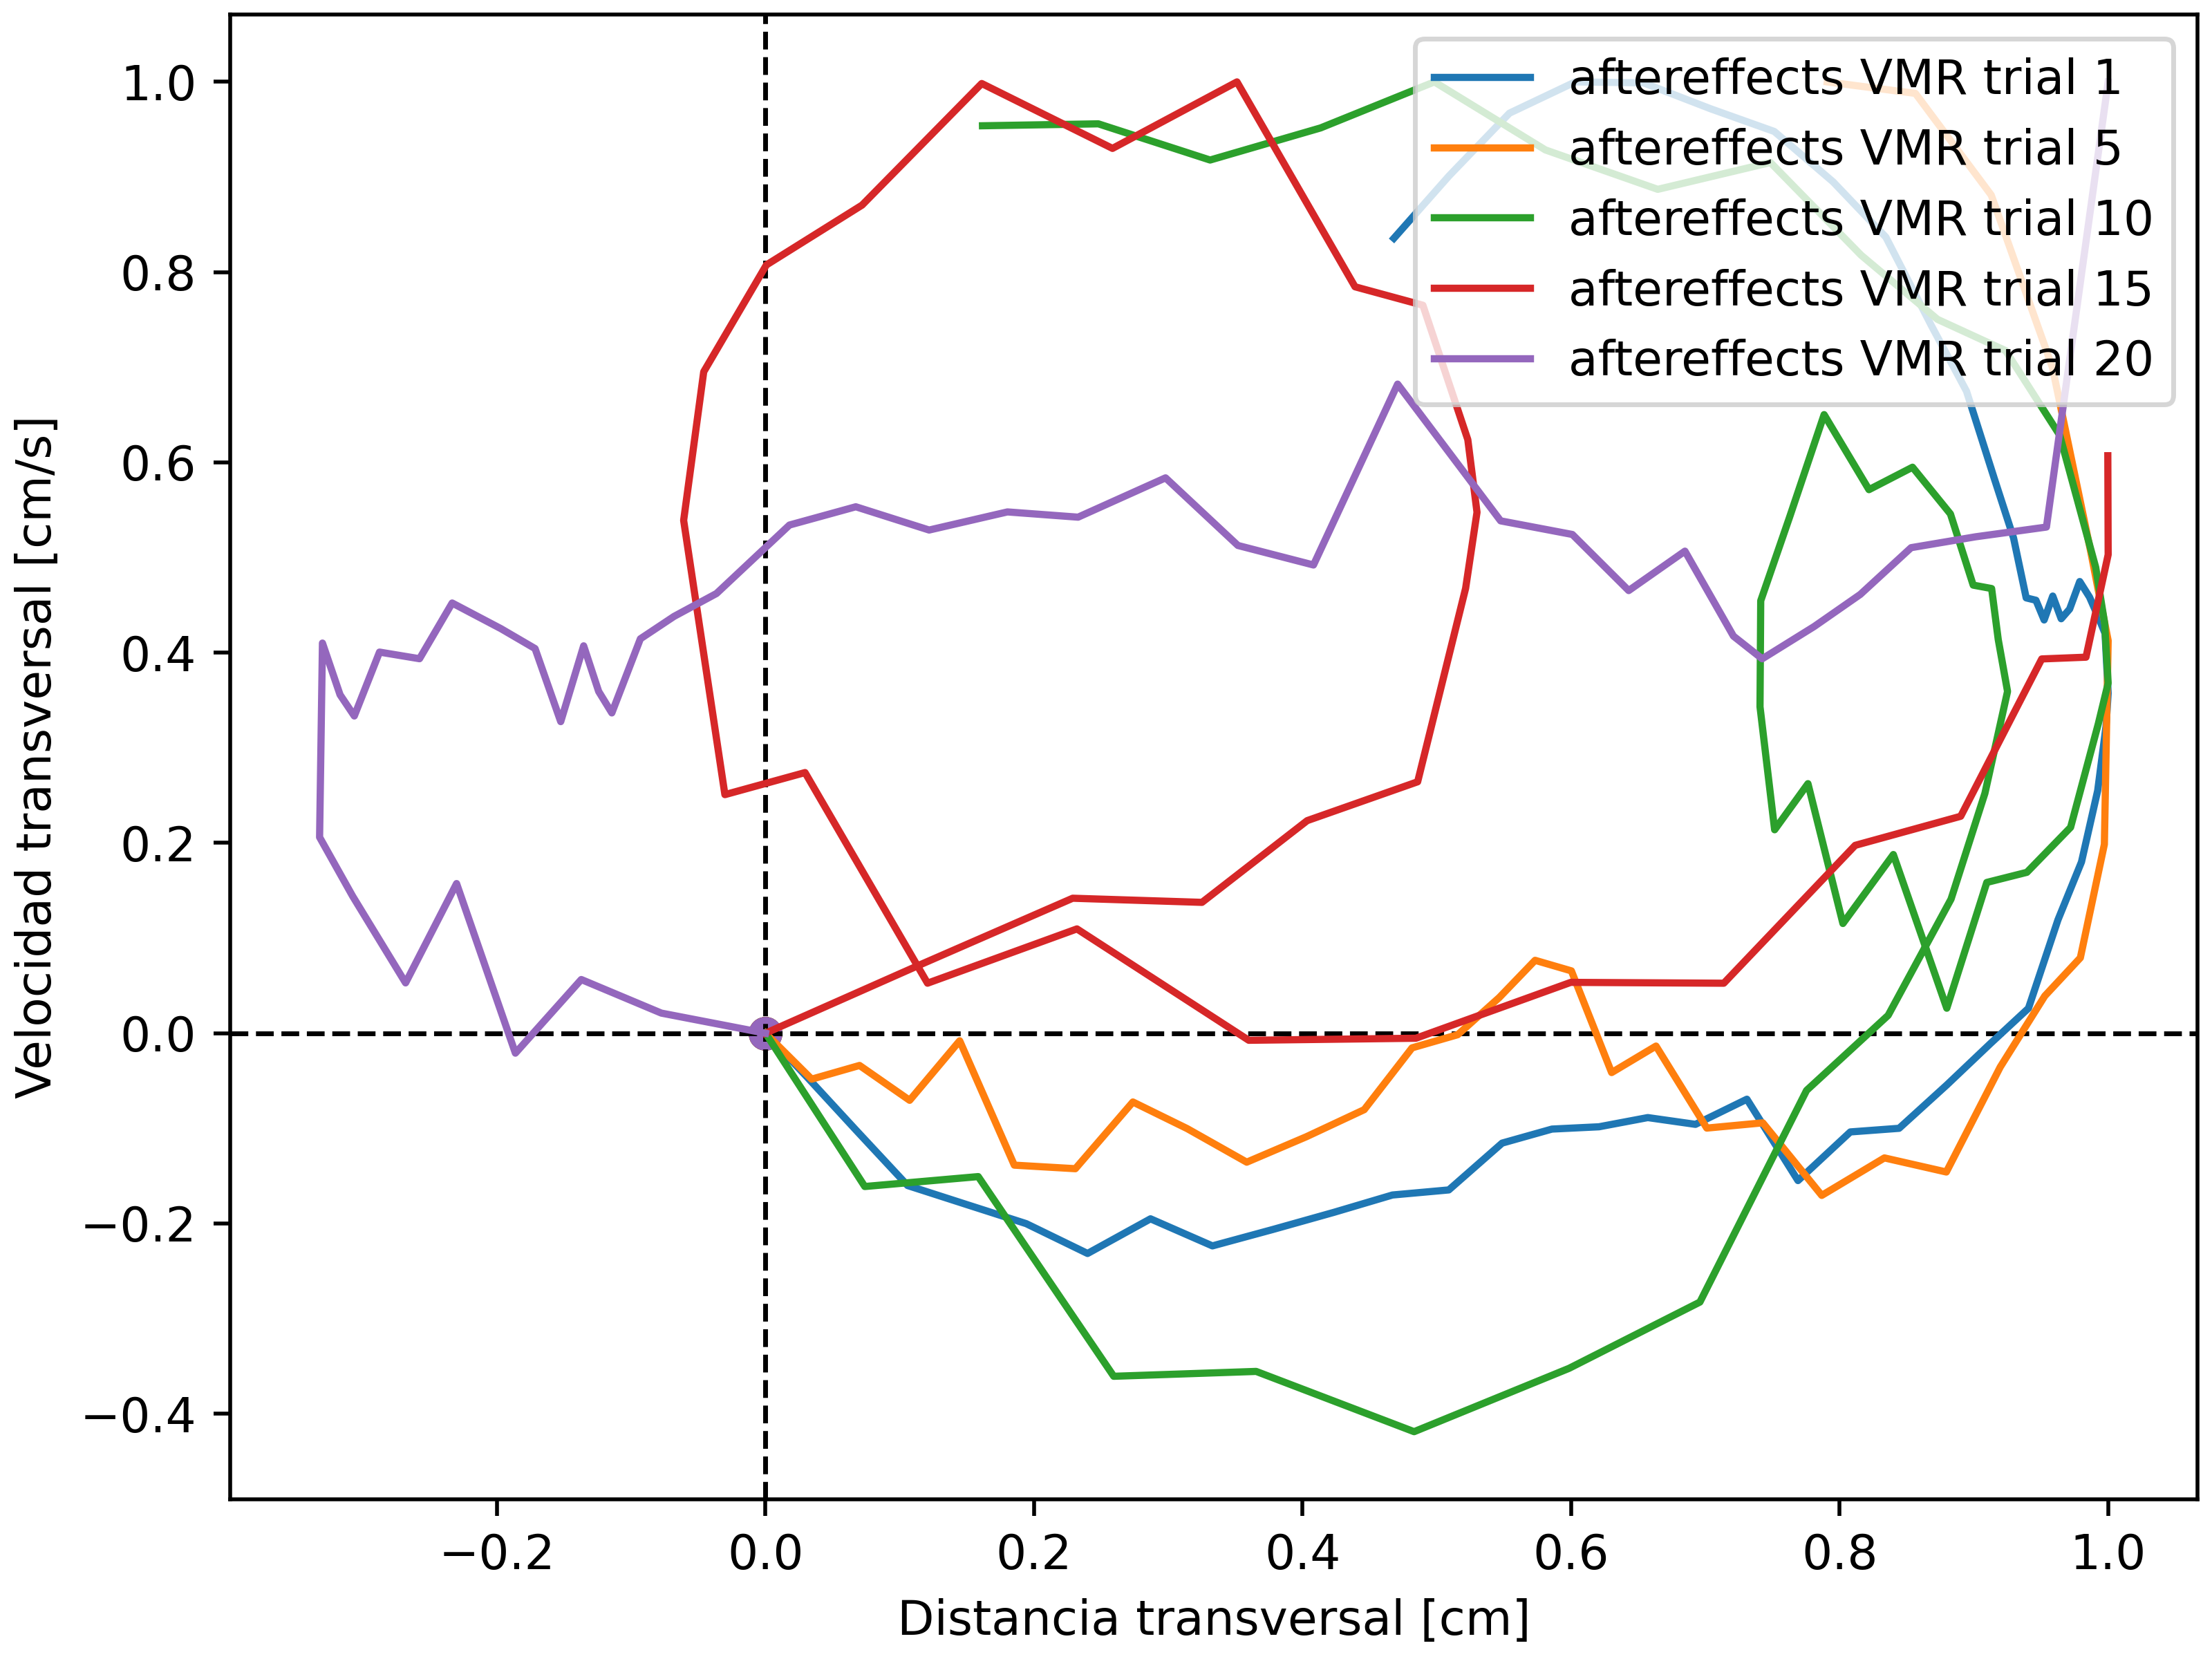 1.0
0.8
0.6
0.4
0.2
0.0
−0.2
−0.4
Velocidad transversal [cm/s]
aftereffects VMR trial 1
aftereffects VMR trial 5
aftereffects VMR trial 10
aftereffects VMR trial 15
aftereffects VMR trial 20
−0.2 0.0 0.2 0.4 0.6 0.8 1.0
Distancia transversal [cm]